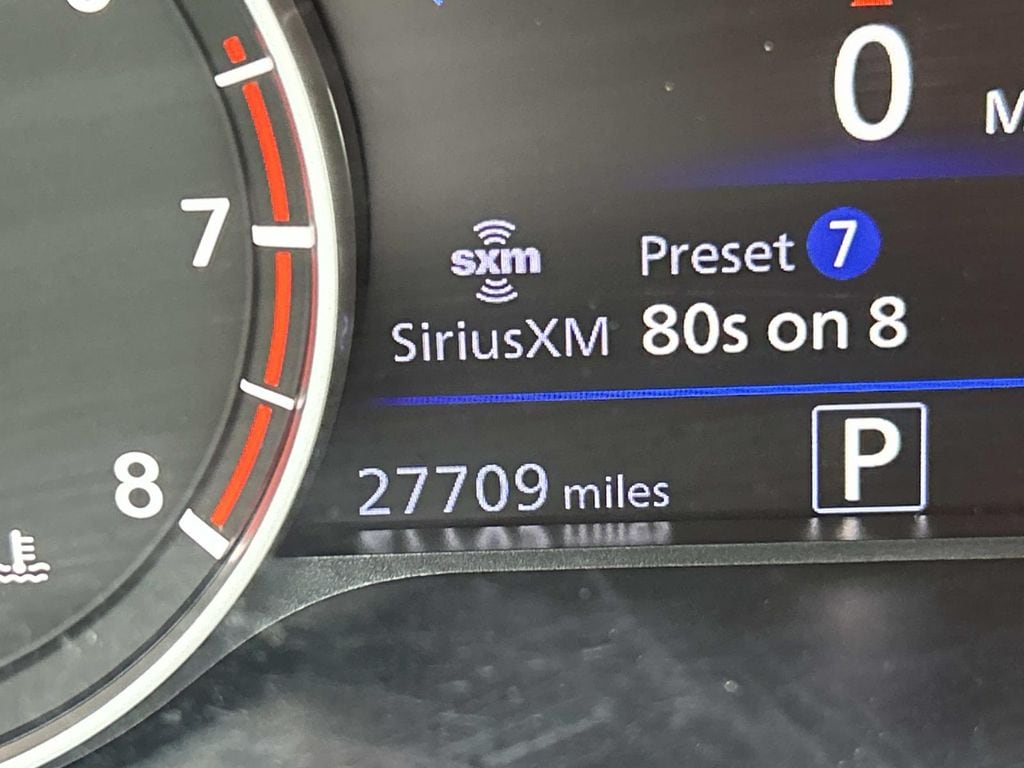 0
M
7
sxm
Preset 7
SiriusXM
80s on 8
8
27709 miles
P